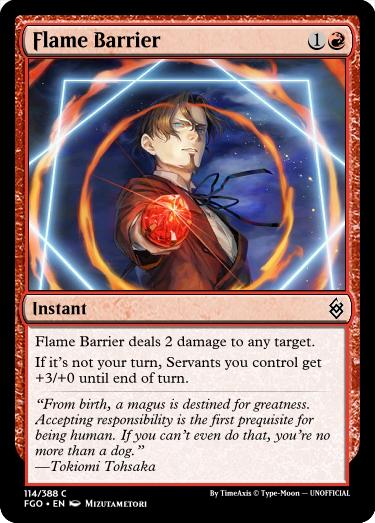 Flame Barrier 1
Instant
Flame Barrier deals 2 damage to any target.
If it's not your turn, Servants you control get
+3/+0 until end of turn.
"From birth, a magus is destined for greatness.
Accepting responsibility is the first prequisite for
being human. If you can't even do that, you're no
more than a dog."
—Tokiomi Tohsaka
114/388 C
By TimeAxis © Type-Moon — UNOFFICIAL
FGO • EN Mizutametori